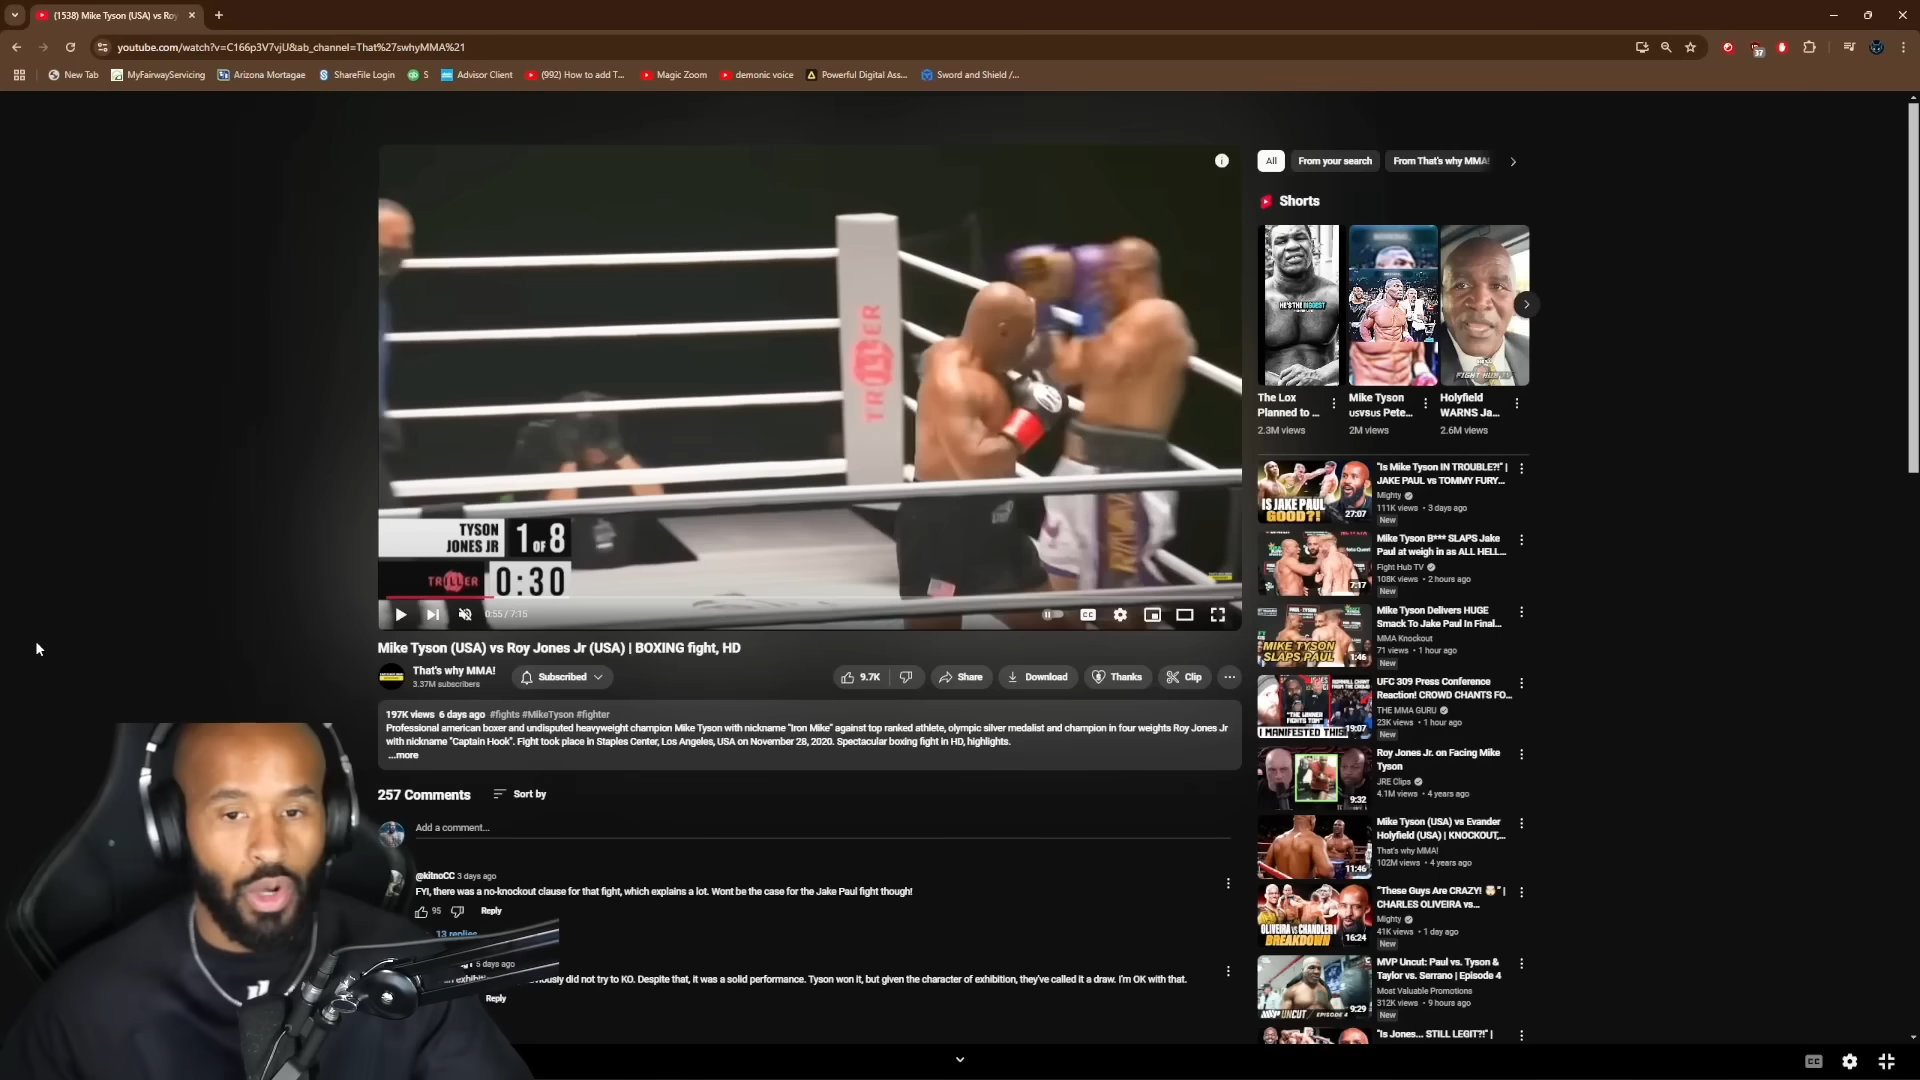 (1538) Mike Tyson (USA) vs Roy
youtube.com/watch?v=C166p3V7vjU&ab_channel=That%27swhyMMA%21
37
New Tab
MyFairwayServicing
Arizona Mortagae
ShareFile Login
S
Advisor Client
(992) How to add T...
Magic Zoom
demonic voice
Powerful Digital Ass...
Sword and Shield /...
TRILLER
TYSON
JONES JR
1 OF 8
TRILLER
0:30
0:55 / 7:15
CC
Mike Tyson (USA) vs Roy Jones Jr (USA) | BOXING fight, HD
That's why MMA!
3.37M subscribers
Subscribed
9.7K
Share
Download
Thanks
Clip
197K views 6 days ago #fights #MikeTyson #fighter
Professional american boxer and undisputed heavyweight champion Mike Tyson with nickname "Iron Mike" against top ranked athlete, olympic silver medalist and champion in four weights Roy Jones Jr
with nickname "Captain Hook". Fight took place in Staples Center, Los Angeles, USA on November 28, 2020. Spectacular boxing fight in HD, highlights.
...more
257 Comments
Sort by
Add a comment...
@kitnoCC 3 days ago
FYI, there was a no-knockout clause for that fight, which explains a lot. Wont be the case for the Jake Paul fight though!
95
Reply
13 replies
5 days ago
did not try to KO. Despite that, it was a solid performance. Tyson won it, but given the character of exhibition, they've called it a draw. I'm OK with that.
Reply
All
From your search
From That's why MMA!
Shorts
HE'S THE BIGGEST
FIGHT HUB TV
The Lox
Planned to ...
2.3M views
Mike Tyson
usvsus Pete...
2M views
Holyfield
WARNS Ja...
2.6M views
IS JAKE PAUL
GOOD?!
27:07
"Is Mike Tyson IN TROUBLE?!" |
JAKE PAUL vs TOMMY FURY...
Mighty
111K views • 3 days ago
New
7:17
Mike Tyson B*** SLAPS Jake
Paul at weigh in as ALL HELL...
Fight Hub TV
108K views • 2 hours ago
New
MIKE TYSON
SLAPS PAUL
1:46
Mike Tyson Delivers HUGE
Smack To Jake Paul In Final...
MMA Knockout
71 views • 1 hour ago
New
I MANIFESTED THIS
19:07
UFC 309 Press Conference
Reaction! CROWD CHANTS FO...
THE MMA GURU
23K views • 1 hour ago
New
9:32
Roy Jones Jr. on Facing Mike
Tyson
JRE Clips
4.1M views • 4 years ago
11:46
Mike Tyson (USA) vs Evander
Holyfield (USA) | KNOCKOUT,...
That's why MMA!
102M views • 4 years ago
OLIVEIRA vs CHANDLER
BREAKDOWN
16:24
"These Guys Are CRAZY! 🤯" |
CHARLES OLIVEIRA vs...
Mighty
41K views • 1 day ago
New
UNCUT
EPISODE 4
9:29
MVP Uncut: Paul vs. Tyson &
Taylor vs. Serrano | Episode 4
Most Valuable Promotions
312K views • 9 hours ago
New
"Is Jones... STILL LEGIT?!" |
CC